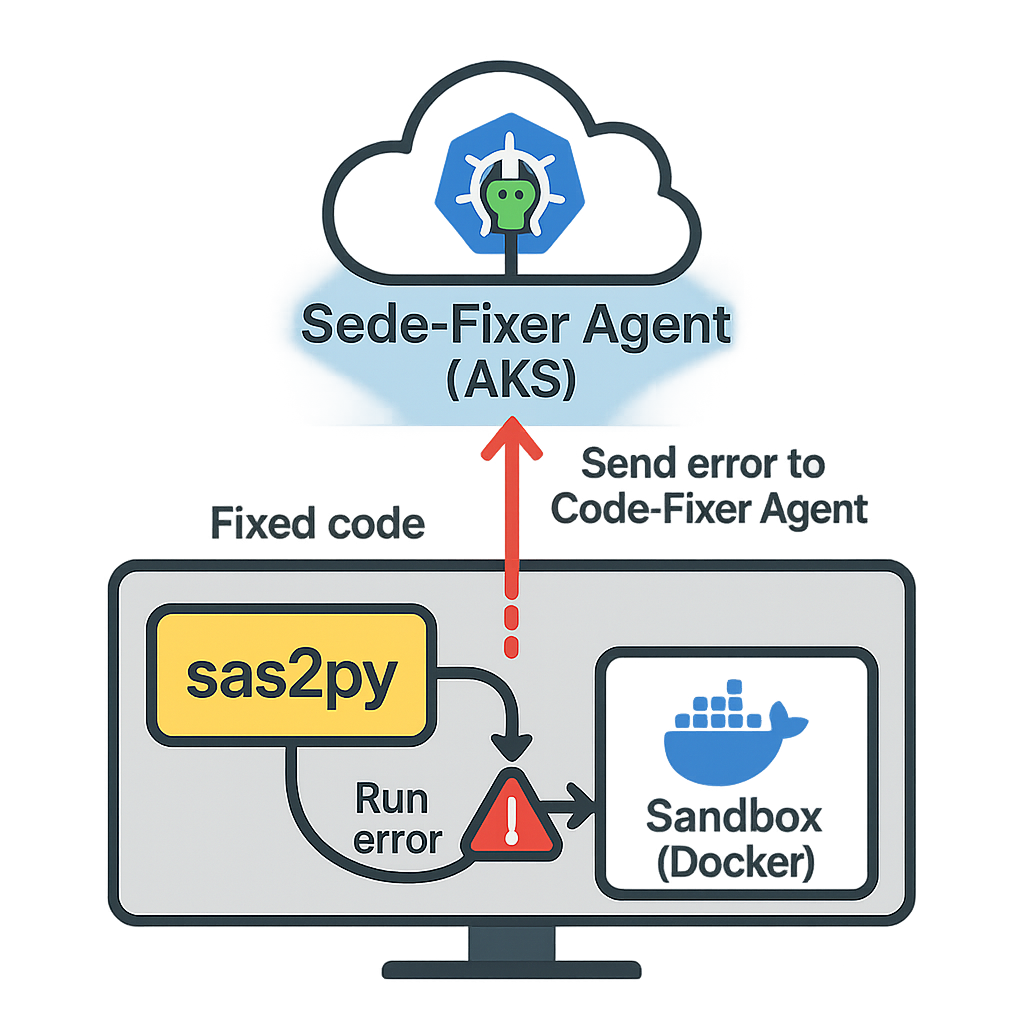 Sede-Fixer Agent
(AKS)
Send error to
Code-Fixer Agent
Fixed code
sas2py
Run
error
Sandbox
(Docker)